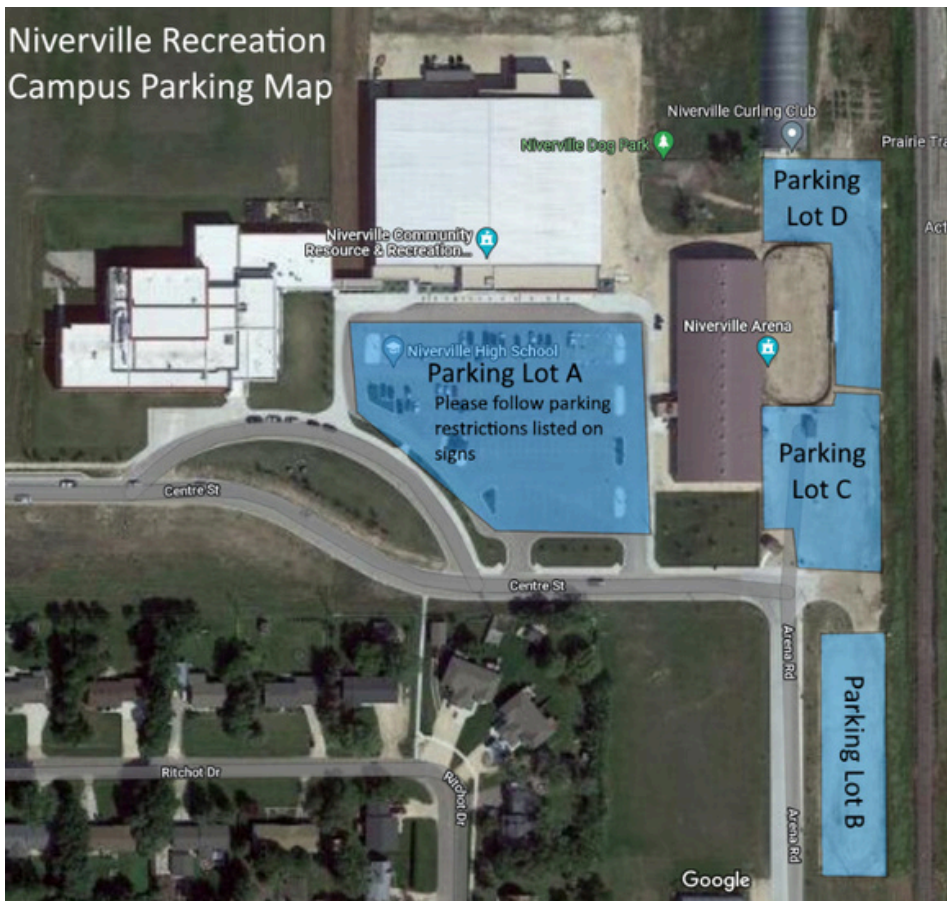 Niverville Recreation
Campus Parking Map
Niverville Curling Club
Niverville Dog Park
Prairie Tra
Parking
Lot D
Act
Niverville Community
Resource & Recreation...
Niverville Arena
Niverville High School
Parking Lot A
Please follow parking
restrictions listed on
signs
Parking
Lot C
Centre St
Centre St
Arena Rd
Parking Lot B
Ritchot Dr
Ritchot Dr
Arena Rd
Google